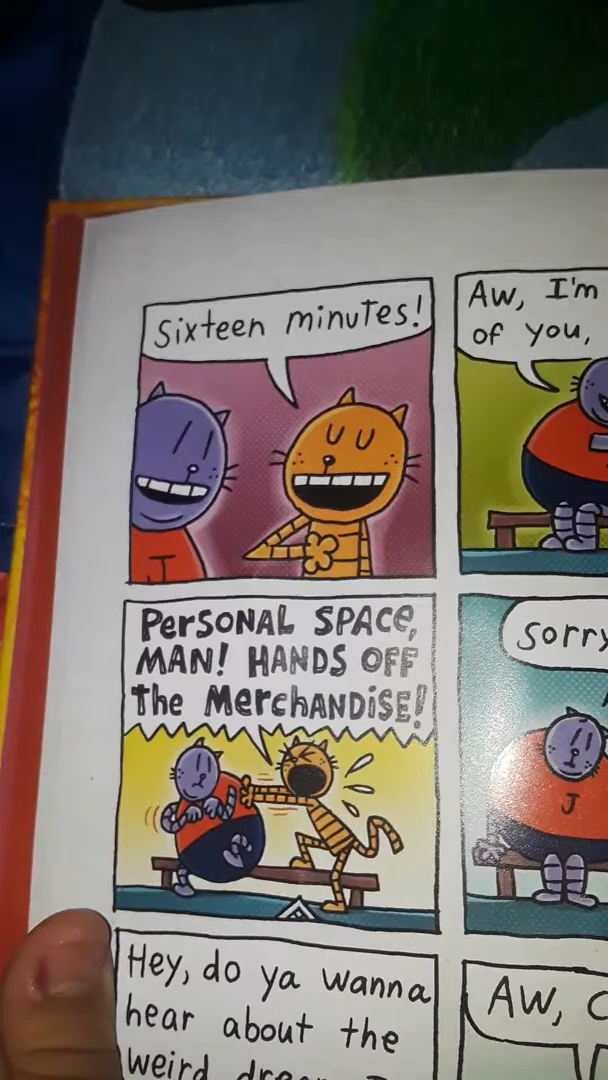 Sixteen minutes!
Aw, I'm
of you,
PERSONAL SPACE,
MAN! HANDS OFF
the MercHANDiSE!
Sorry
J
J
Hey, do ya wanna
hear about the
weird
AW,